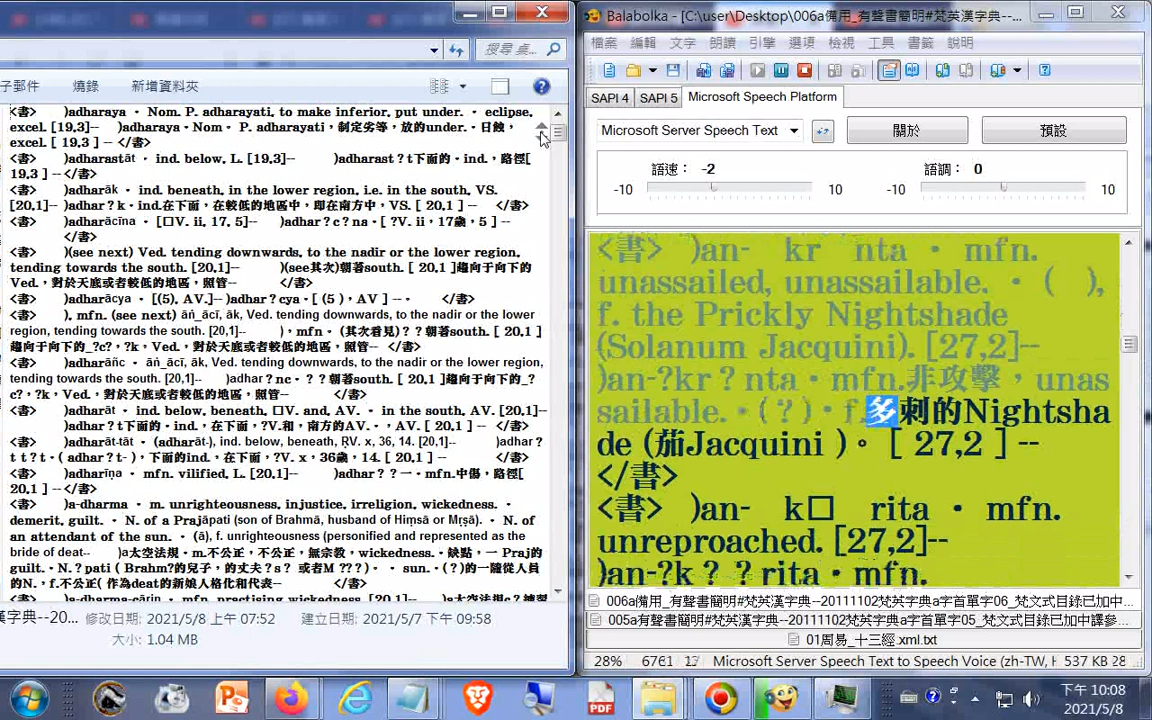 搜尋 桌...
子郵件 燒錄 新增資料夾
<書> )adharaya • Nom. P. adharayati, to make inferior, put under. • eclipse,
excel. [19,3]-- )adharaya • Nom • P. adharayati，制定劣等，放的under. • 日蝕，
excel. [ 19.3 ] --</書>
<書> )adharastāt • ind. below, L. [19.3]-- )adharast ? t下面的 • ind.，路徑[
19.3 ] --</書>
<書> )adharāk • ind. beneath, in the lower region, i.e. in the south, VS.
[20,1]-- )adhar ? k • ind.在下面，在較低的地區中，即在南方中，VS. [ 20.1 ] --</書>
<書> )adharācīna • [□V. ii, 17, 5]-- )adhar ? c ? na • [ ?V. ii，17歲，5 ] --
</書>
<書> )(see next) Ved. tending downwards, to the nadir or the lower region,
tending towards the south. [20,1]-- )(see其次)朝著south. [ 20.1 ]趨向于向下的
Ved.，對於天底或者較低的地區，照管--</書>
<書> )adharācya • [(5), AV.]-- )adhar ? cya • [ (5 )，AV ] -- • </書>
<書> ), mfn. (see next) āṅ_ācī, āk, Ved. tending downwards, to the nadir or the lower
region, tending towards the south. [20,1]-- )，mfn • (其次看見) ? ? 朝著south. [ 20.1 ]
趨向于向下的_?c?，?k，Ved.，對於天底或者較低的地區，照管-- </書>
<書> )adharāñc • āṅ_ācī, āk, Ved. tending downwards, to the nadir or the lower region,
tending towards the south. [20,1]-- )adhar ? nc • ? ? 朝著south. [ 20.1 ]趨向于向下的_?
c?，?k，Ved.，對於天底或者較低的地區，照管--</書>
<書> )adharāt • ind. below, beneath, □V. and, AV. • in the south, AV. [20,1]--
)adhar ? t下面的，ind.，在下面，?V.和，南方的AV. • ，AV. [ 20.1 ] --</書>
<書> )adharāt-tāt • (adharāt-), ind. below, beneath, ṚV. x, 36, 14. [20,1]-- )adhar ?
t t ? t • ( adhar ? t- )，下面的ind.，在下面，?V. x，36歲，14. [ 20.1 ] --</書>
<書> )adharīṇa • mfn. vilified, L. [20,1]-- )adhar ? ? 一 • mfn.中傷，路徑[
20,1 ] --</書>
<書> )a-dharma • m. unrighteousness, injustice, irreligion, wickedness. •
demerit, guilt. • N. of a Prajāpati (son of Brahmā, husband of Hiṃsā or Mṛṣā). • N. of
an attendant of the sun. • (ā), f. unrighteousness (personified and represented as the
bride of death-- )a太空法規 • m.不公正，不公正，無宗教，wickedness. • 缺點，一 Praj的
guilt. • N. ? pati ( Brahm?的兒子，的丈夫? s? 或者M ???)。 • sun. • (?)的一隨從人員
的N.，f.不公正( 作為deat的新娘人格化和代表-- </書>
漢字典--20... 修改日期: 2021/5/8 上午 07:52 建立日期: 2021/5/7 下午 09:58
大小: 1.04 MB
Balabolka - [C:\user\Desktop\006a備用_有聲書簡明#梵英漢字典--...
檔案 編輯 文字 朗讀 引擎 選項 檢視 工具 書籤 說明
SAPI 4 SAPI 5 Microsoft Speech Platform
Microsoft Server Speech Text 關於 預設
語速： -2 語調： 0
-10 10 -10 10
<書> )an- kr nta • mfn.
unassailed, unassailable. • ( ),
f. the Prickly Nightshade
(Solanum Jacquini). [27,2]--
)an-?kr ? nta • mfn.非攻擊，unas
sailable. • ( ? ) • f.多刺的Nightsha
de (茄Jacquini )。 [ 27,2 ] --
</書>
<書> )an- k□ rita • mfn.
unreproached. [27,2]--
)an-?k ? ? rita • mfn.
006a備用_有聲書簡明#梵英漢字典--20111102梵英字典a字首單字06_梵文式目錄已加中...
005a有聲書簡明#梵英漢字典--20111102梵英字典a字首單字05_梵文式目錄已加中譯參...
01周易_十三經.xml.txt
28% 6761 Microsoft Server Speech Text to Speech Voice (zh-TW, H 537 KB 28
PDF
下午 10:08
2021/5/8